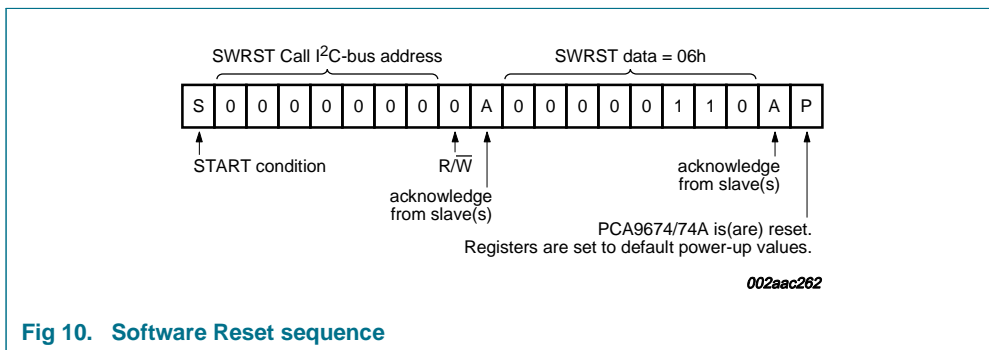 SWRST Call I2C-bus address
SWRST data = 06h
S 0 0 0 0 0 0 0 0 A 0 0 0 0 0 1 1 0 A P
START condition
R/W
acknowledge
from slave(s)
acknowledge
from slave(s)
PCA9674/74A is(are) reset.
Registers are set to default power-up values.
002aac262
Fig 10. Software Reset sequence